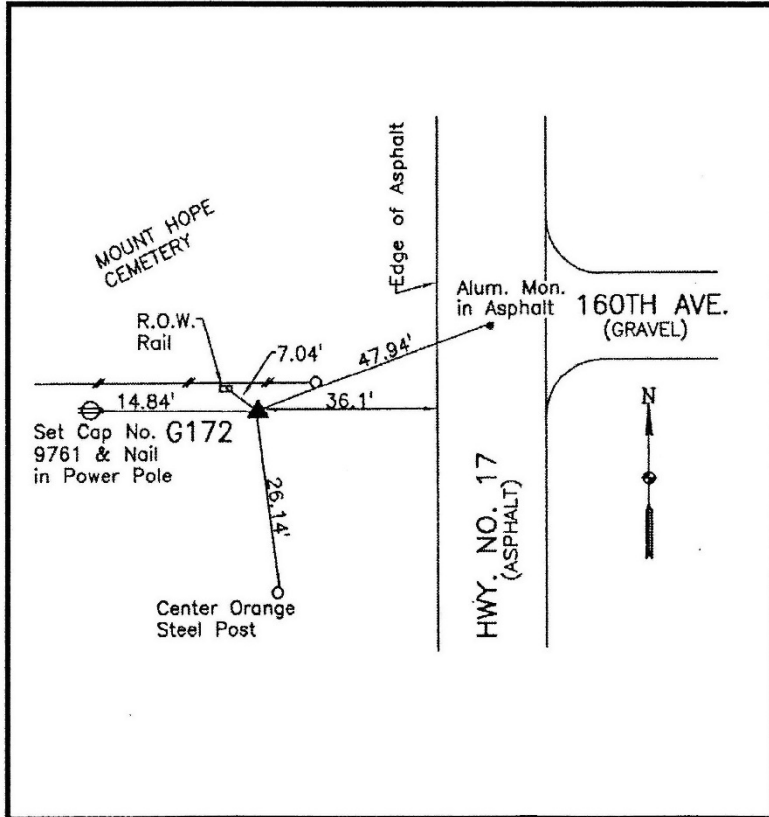 Edge of Asphalt
MOUNT HOPE
CEMETERY
R.O.W.
Rail
7.04'
47.94'
Alum. Mon.
in Asphalt
160TH AVE.
(GRAVEL)
14.84'
36.1'
Set Cap No.
9761 & Nail
in Power Pole
G172
26.14'
Center Orange
Steel Post
HWY. NO. 17
(ASPHALT)
N